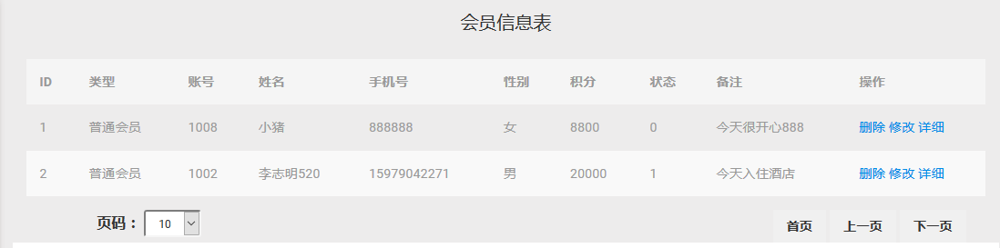 会员信息表
ID 类型 账号 姓名 手机号 性别 积分 状态 备注 操作
1 普通会员 1008 小猪 888888 女 8800 0 今天很开心888 删除 修改 详细
2 普通会员 1002 李志明520 15979042271 男 20000 1 今天入住酒店 删除 修改 详细
页码： 10 首页 上一页 下一页